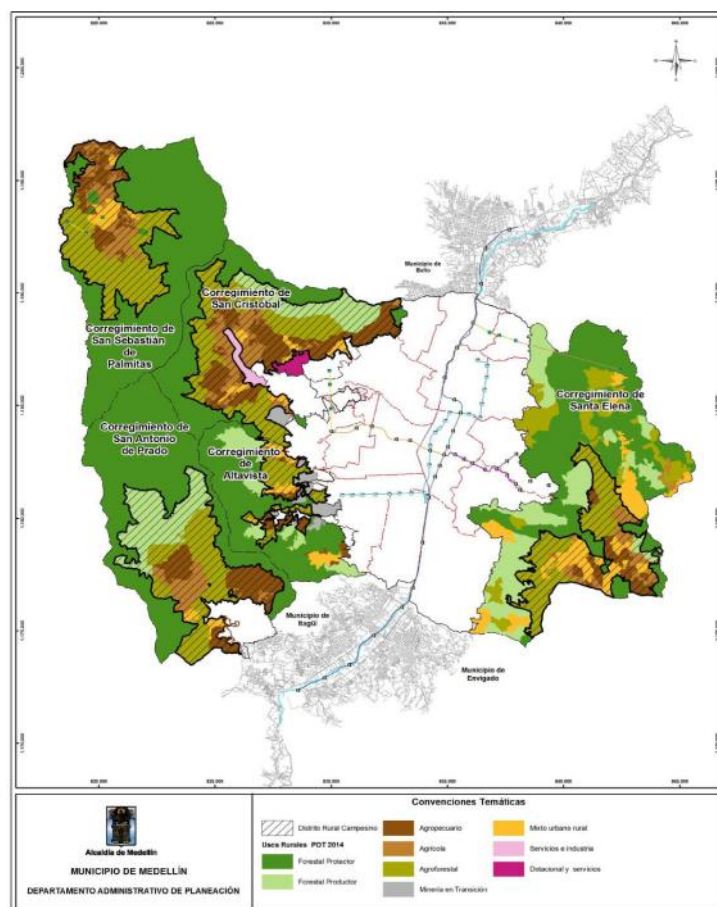 Municipio de
Bello
Corregimiento de
San Cristóbal
Corregimiento de
San Sebastián
de
Palmitas
Corregimiento de
Santa Elena
Corregimiento de
San Antonio
de Prado
Corregimiento
de
Altavista
Municipio de
Itagüí
Municipio de
Envigado
Alcaldía de Medellín
MUNICIPIO DE MEDELLÍN
DEPARTAMENTO ADMINISTRATIVO DE PLANEACIÓN
Convenciones Temáticas
Distrito Rural Campesino
Usos Rurales POT 2014
Forestal Protector
Forestal Productor
Agropecuario
Agrícola
Agroforestal
Minería en Transición
Mixto urbano rural
Servicios e industria
Dotacional y servicios